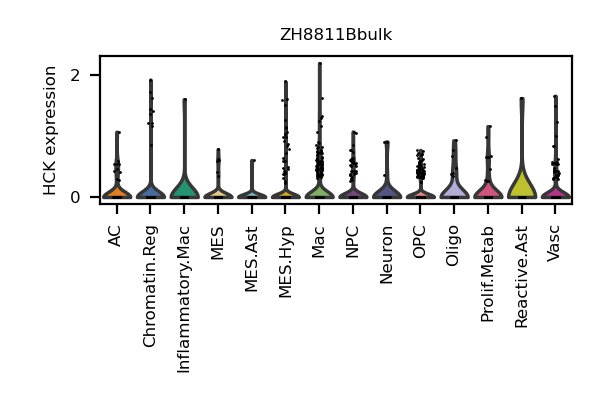 ZH8811Bbulk
HCK expression
2
0
AC
Chromatin.Reg
Inflammatory.Mac
MES
MES.Ast
MES.Hyp
Mac
NPC
Neuron
OPC
Oligo
Prolif.Metab
Reactive.Ast
Vasc